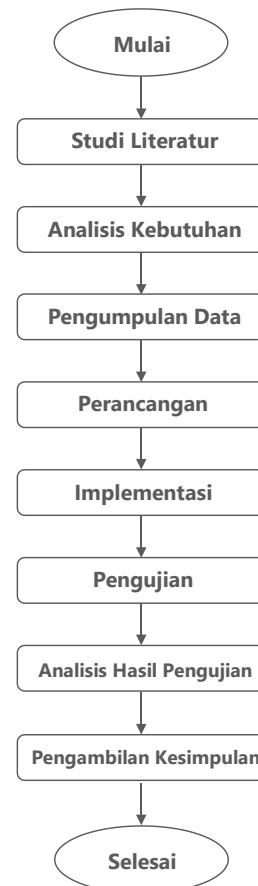 Mulai
Studi Literatur
Analisis Kebutuhan
Pengumpulan Data
Perancangan
Implementasi
Pengujian
Analisis Hasil Pengujian
Pengambilan Kesimpulan
Selesai